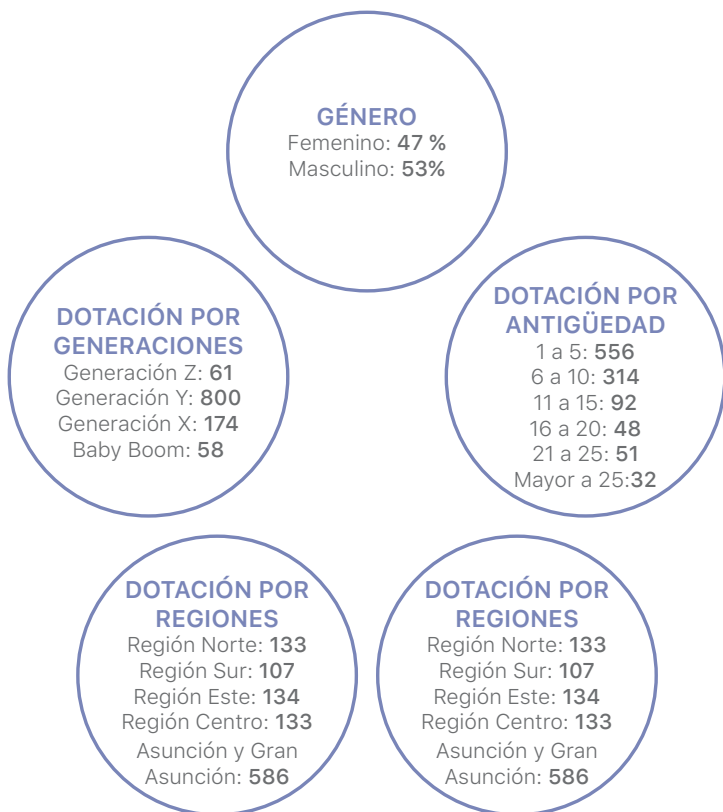 GÉNERO
Femenino: 47 %
Masculino: 53%
DOTACIÓN POR
GENERACIONES
Generación Z: 61
Generación Y: 800
Generación X: 174
Baby Boom: 58
DOTACIÓN POR
ANTIGÜEDAD
1 a 5: 556
6 a 10: 314
11 a 15: 92
16 a 20: 48
21 a 25: 51
Mayor a 25:32
DOTACIÓN POR
REGIONES
Región Norte: 133
Región Sur: 107
Región Este: 134
Región Centro: 133
Asunción y Gran
Asunción: 586
DOTACIÓN POR
REGIONES
Región Norte: 133
Región Sur: 107
Región Este: 134
Región Centro: 133
Asunción y Gran
Asunción: 586